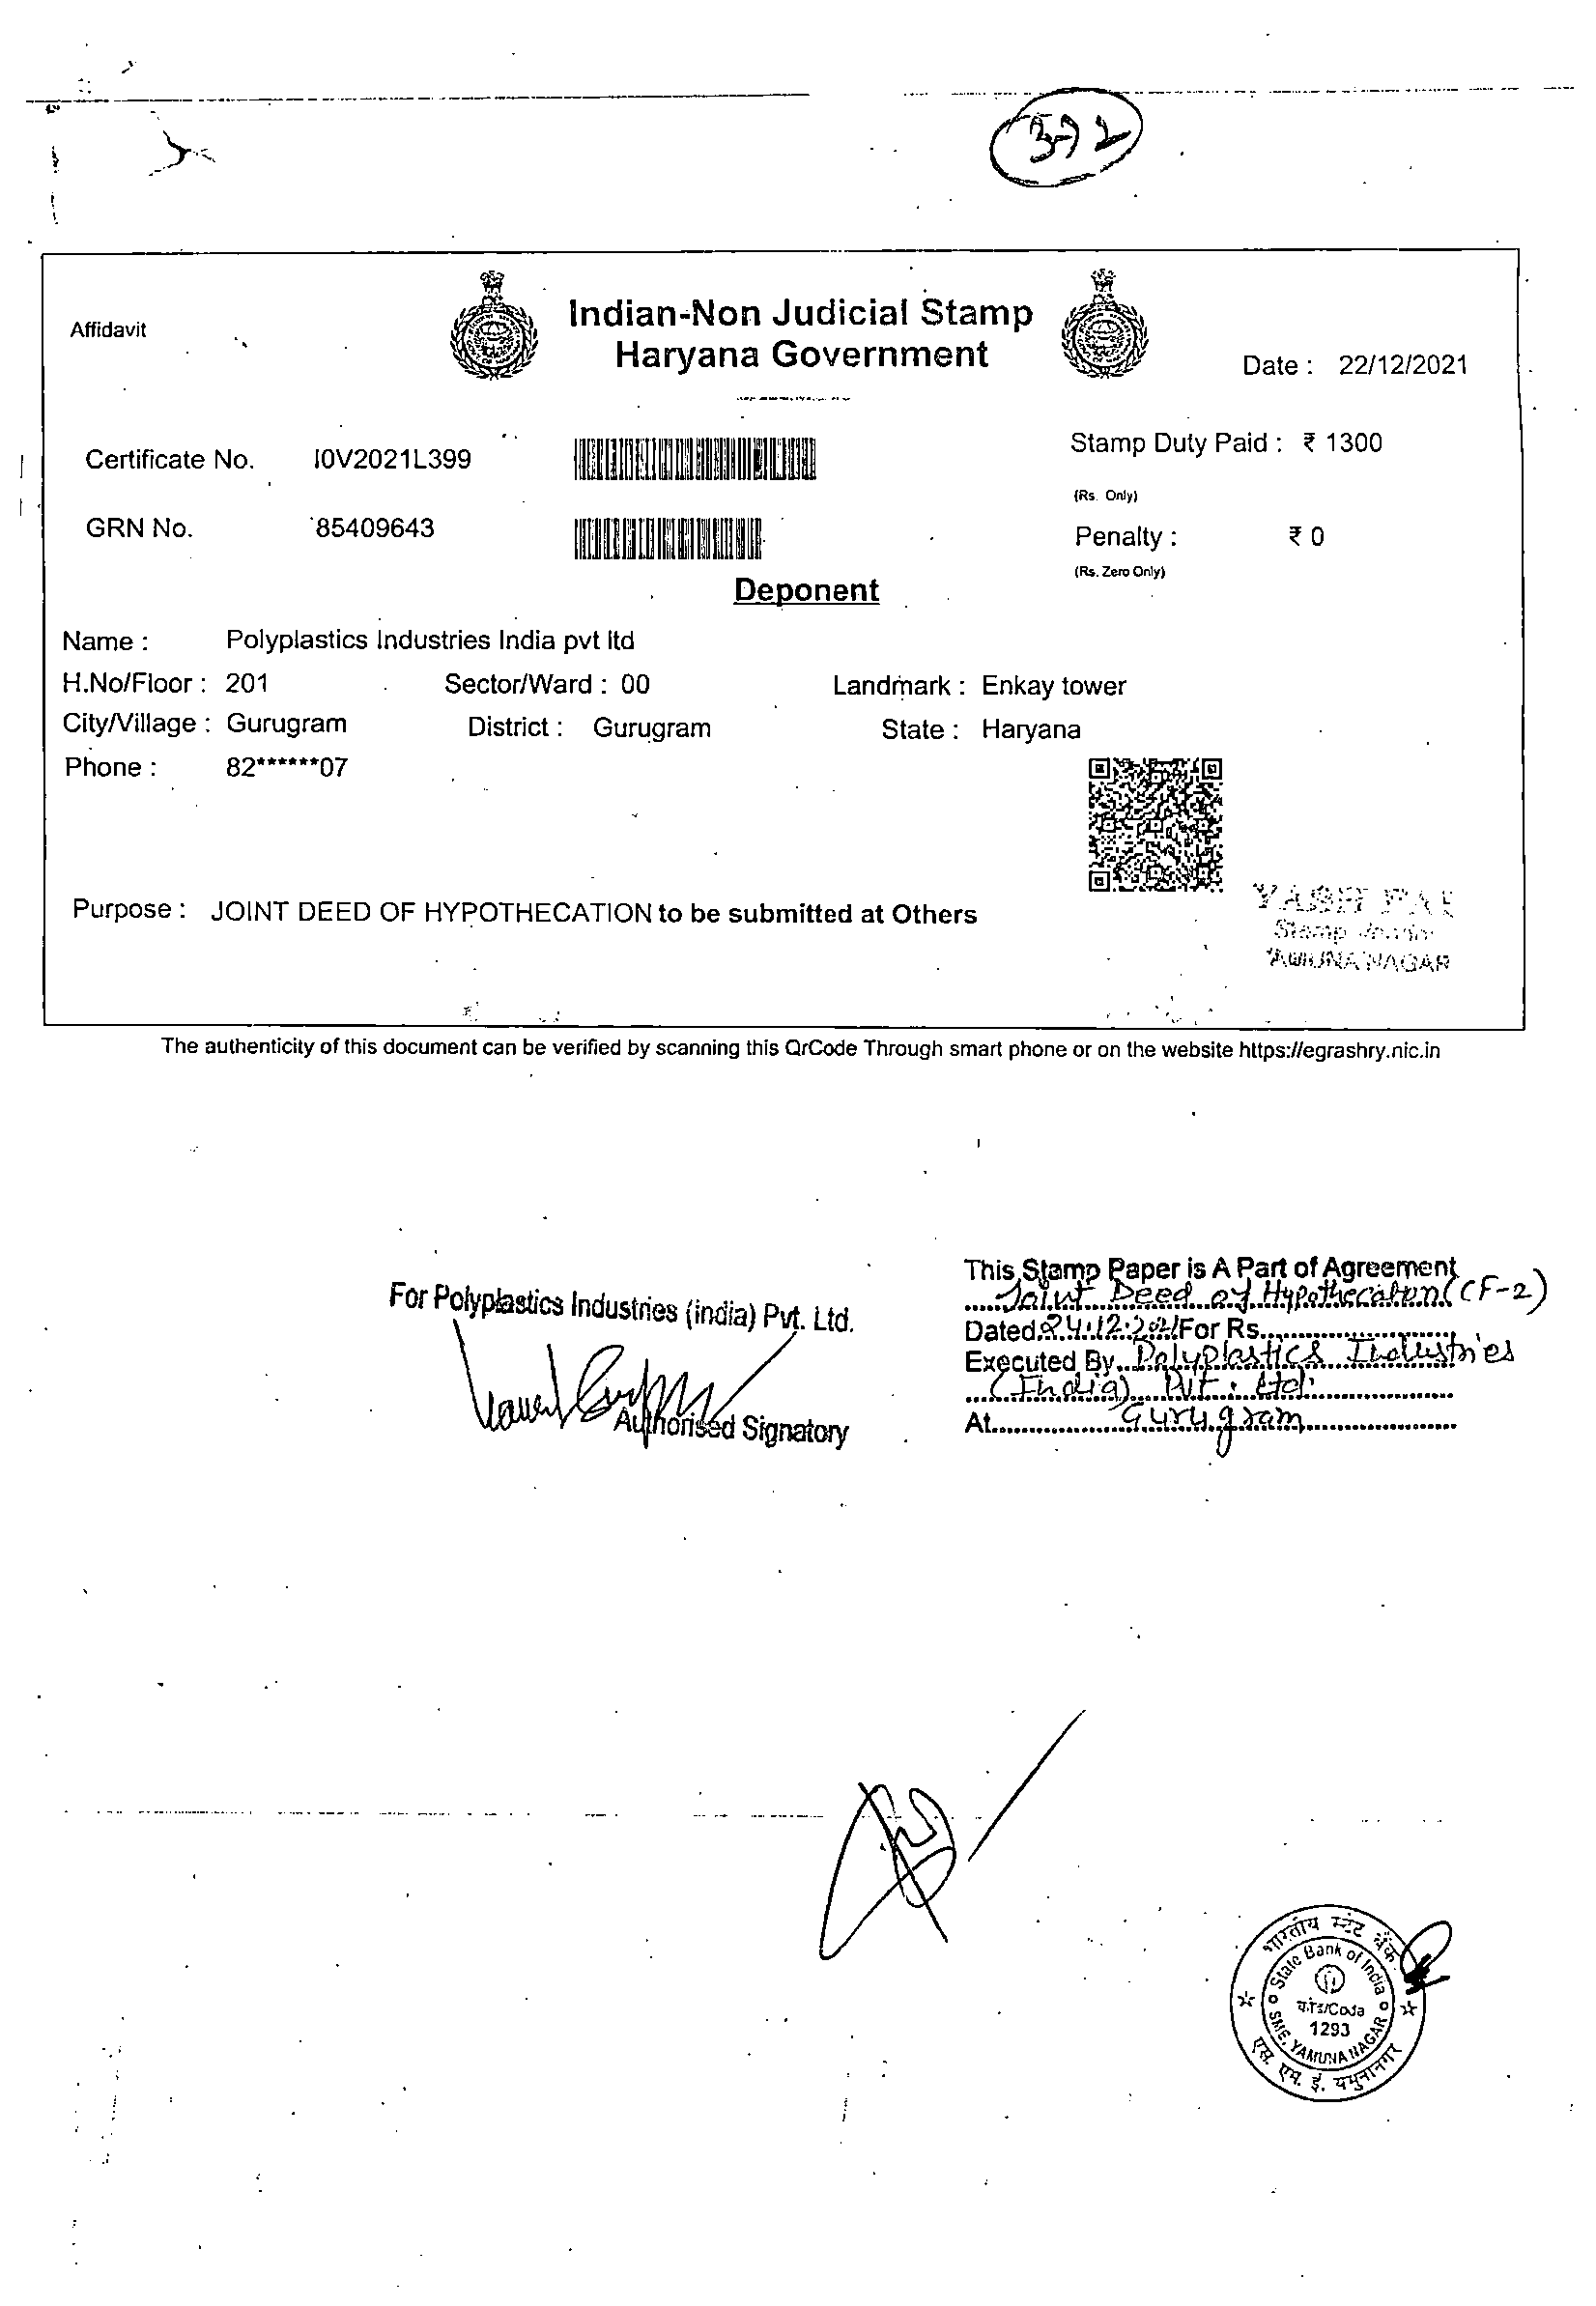 372
Affidavit
Indian-Non Judicial Stamp
Haryana Government
Date : 22/12/2021
Certificate No. I0V2021L399
Stamp Duty Paid : ₹ 1300
(Rs. Only)
GRN No. 85409643
Penalty : ₹ 0
(Rs. Zero Only)
Deponent
Name : Polyplastics Industries India pvt ltd
H.No/Floor : 201 Sector/Ward : 00 Landmark : Enkay tower
City/Village : Gurugram District : Gurugram State : Haryana
Phone : 82******07
Purpose : JOINT DEED OF HYPOTHECATION to be submitted at Others
YASH PAL
Stamp Vendor
YAMUNA NAGAR
The authenticity of this document can be verified by scanning this QrCode Through smart phone or on the website https://egrashry.nic.in
For Polyplastics Industries (india) Pvt. Ltd.
Authorised Signatory
This Stamp Paper is A Part of Agreement
Joint Deed of Hypothecation (CF-2)
Dated 24.12.2021 For Rs.
Executed By Polyplastics Industries
(India) Pvt. Ltd.
At Gurugram
भारतीय स्टेट बैंक
State Bank of India
Code
1293
SME, YAMUNA NAGAR
एस. एम. ई. यमुनानगर